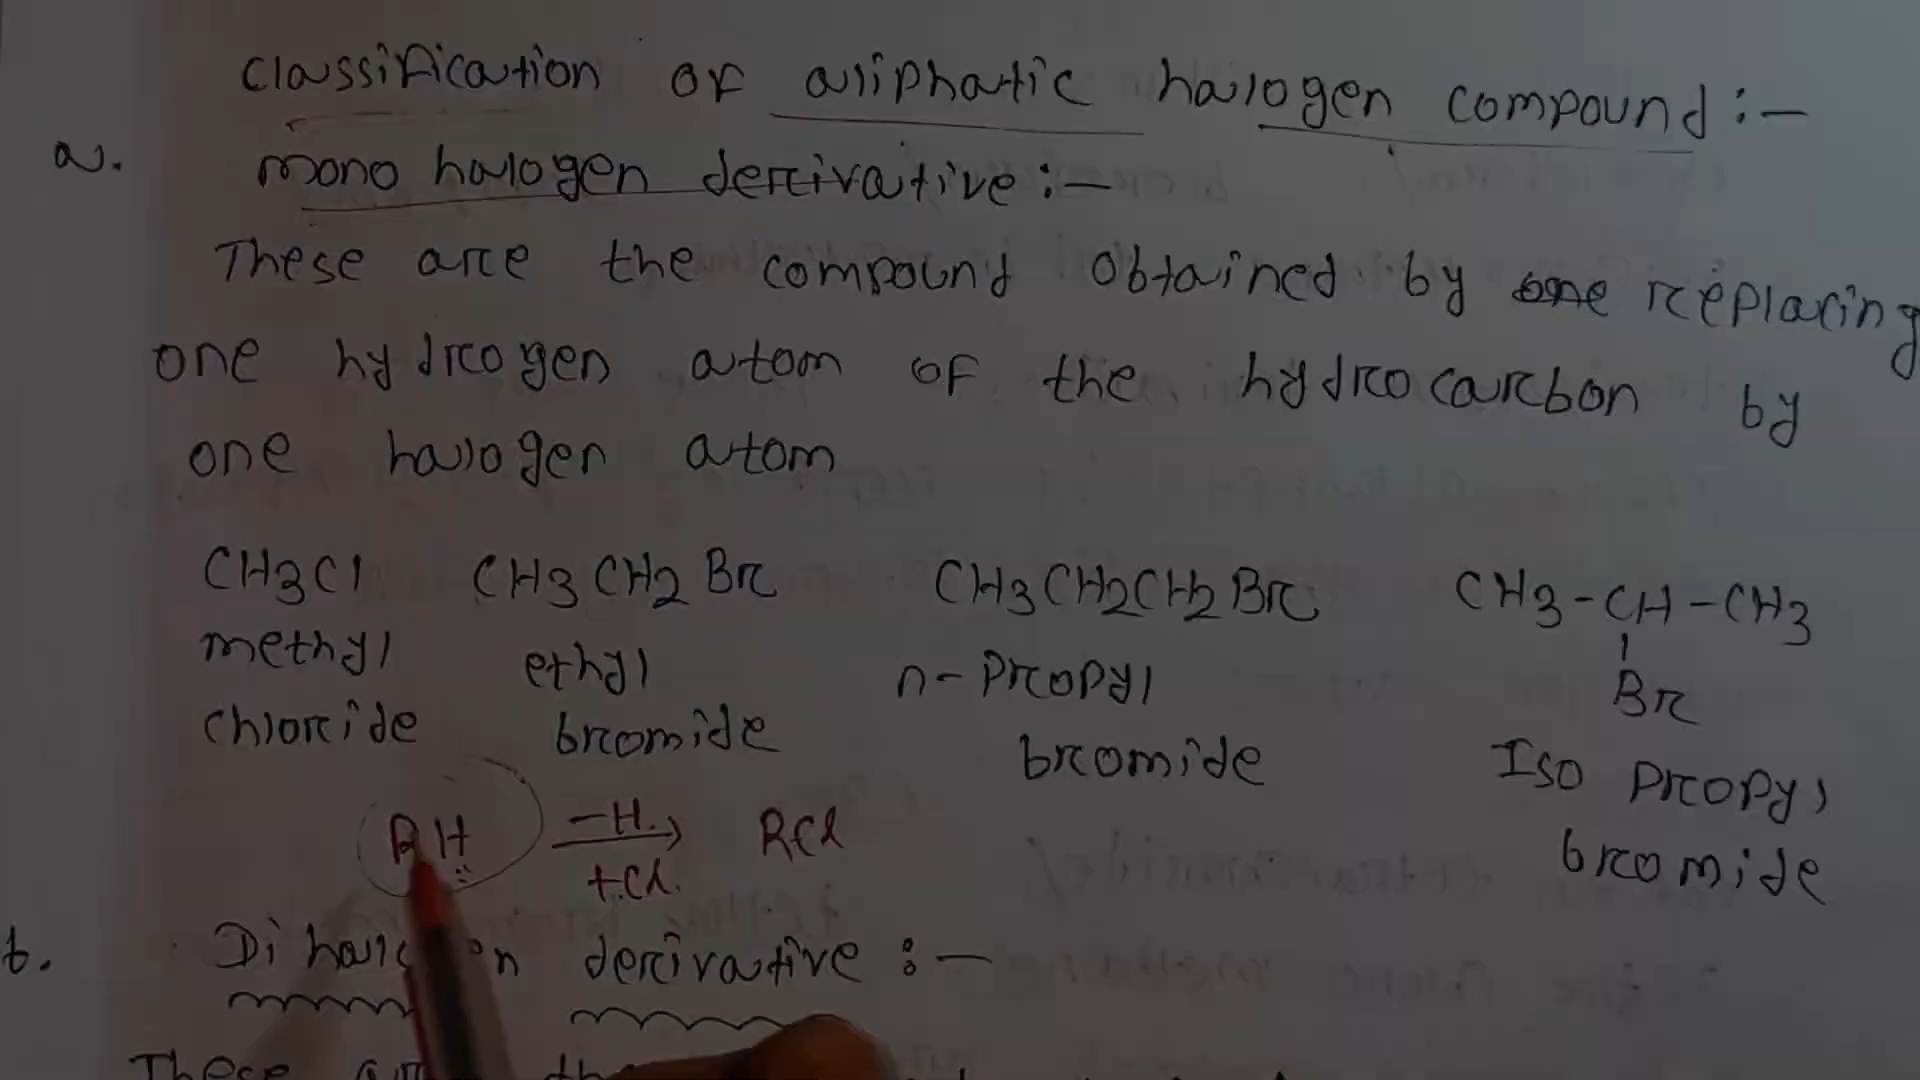 Classification of aliphatic halogen compound :-
a. mono halogen derivative :-
These are the compound obtained by replacing
one hydrogen atom of the hydrocarbon by
one halogen atom
CH3Cl CH3CH2Br CH3CH2CH2Br CH3-CH-CH3
Br
methyl ethyl n-propyl Iso propyl
chloride bromide bromide bromide
RH -H. +Cl. RCl
b. Di derivative :-
These